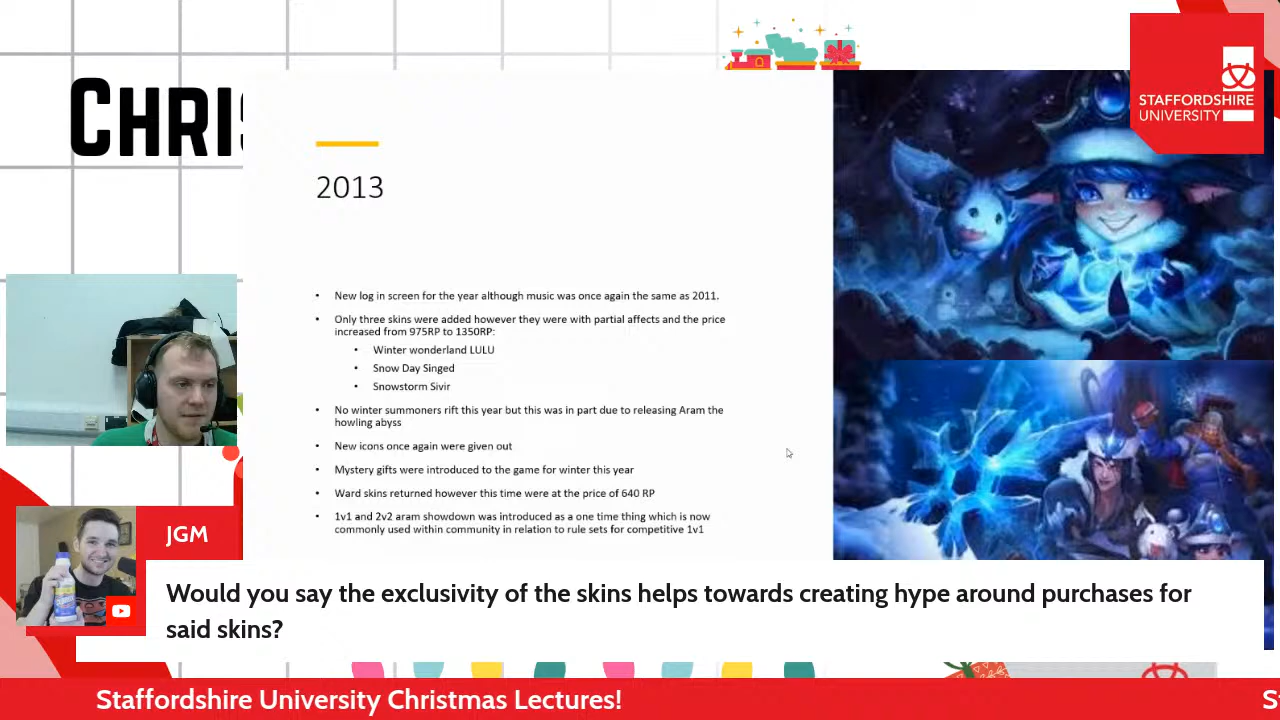 CHRIS
STAFFORDSHIRE
UNIVERSITY
2013
• New log in screen for the year although music was once again the same as 2011.
• Only three skins were added however they were with partial affects and the price
increased from 975RP to 1350RP:
• Winter wonderland LULU
• Snow Day Singed
• Snowstorm Sivir
• No winter summoners rift this year but this was in part due to releasing Aram the
howling abyss
• New icons once again were given out
• Mystery gifts were introduced to the game for winter this year
• Ward skins returned however this time were at the price of 640 RP
• 1v1 and 2v2 aram showdown was introduced as a one time thing which is now
commonly used within community in relation to rule sets for competitive 1v1
JGM
Would you say the exclusivity of the skins helps towards creating hype around purchases for
said skins?
Staffordshire University Christmas Lectures! St